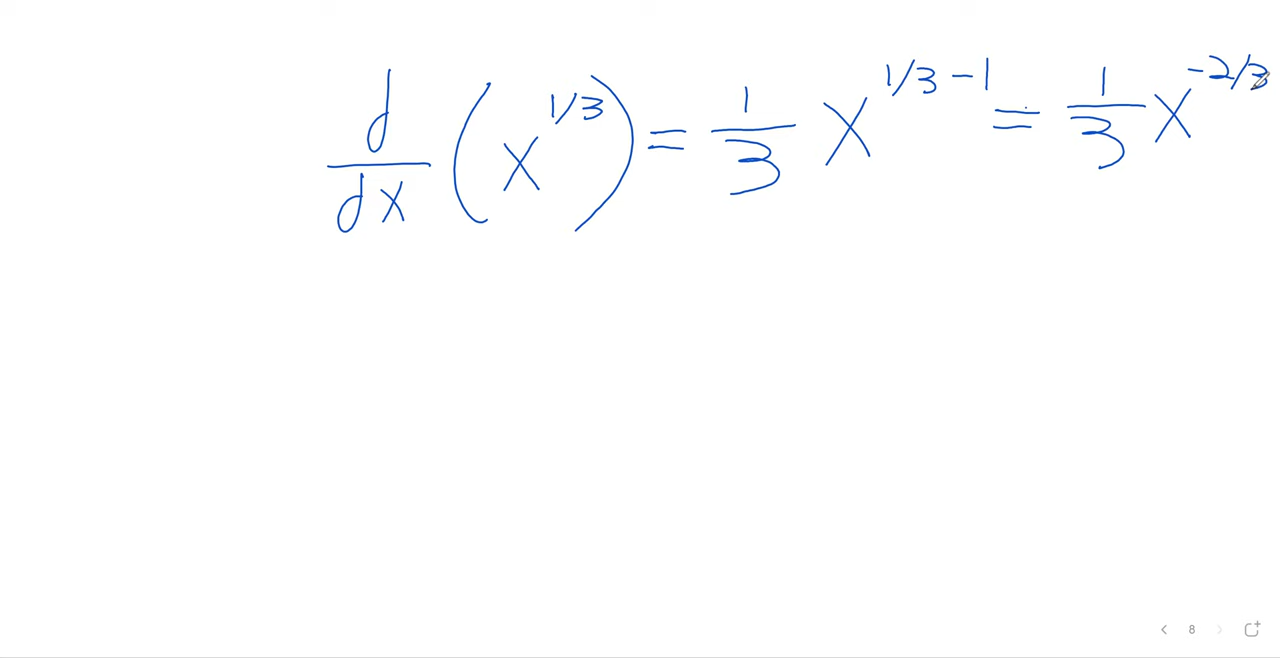 d/dx (x^1/3) = 1/3 x^1/3 - 1 = 1/3 x^-2/3
8